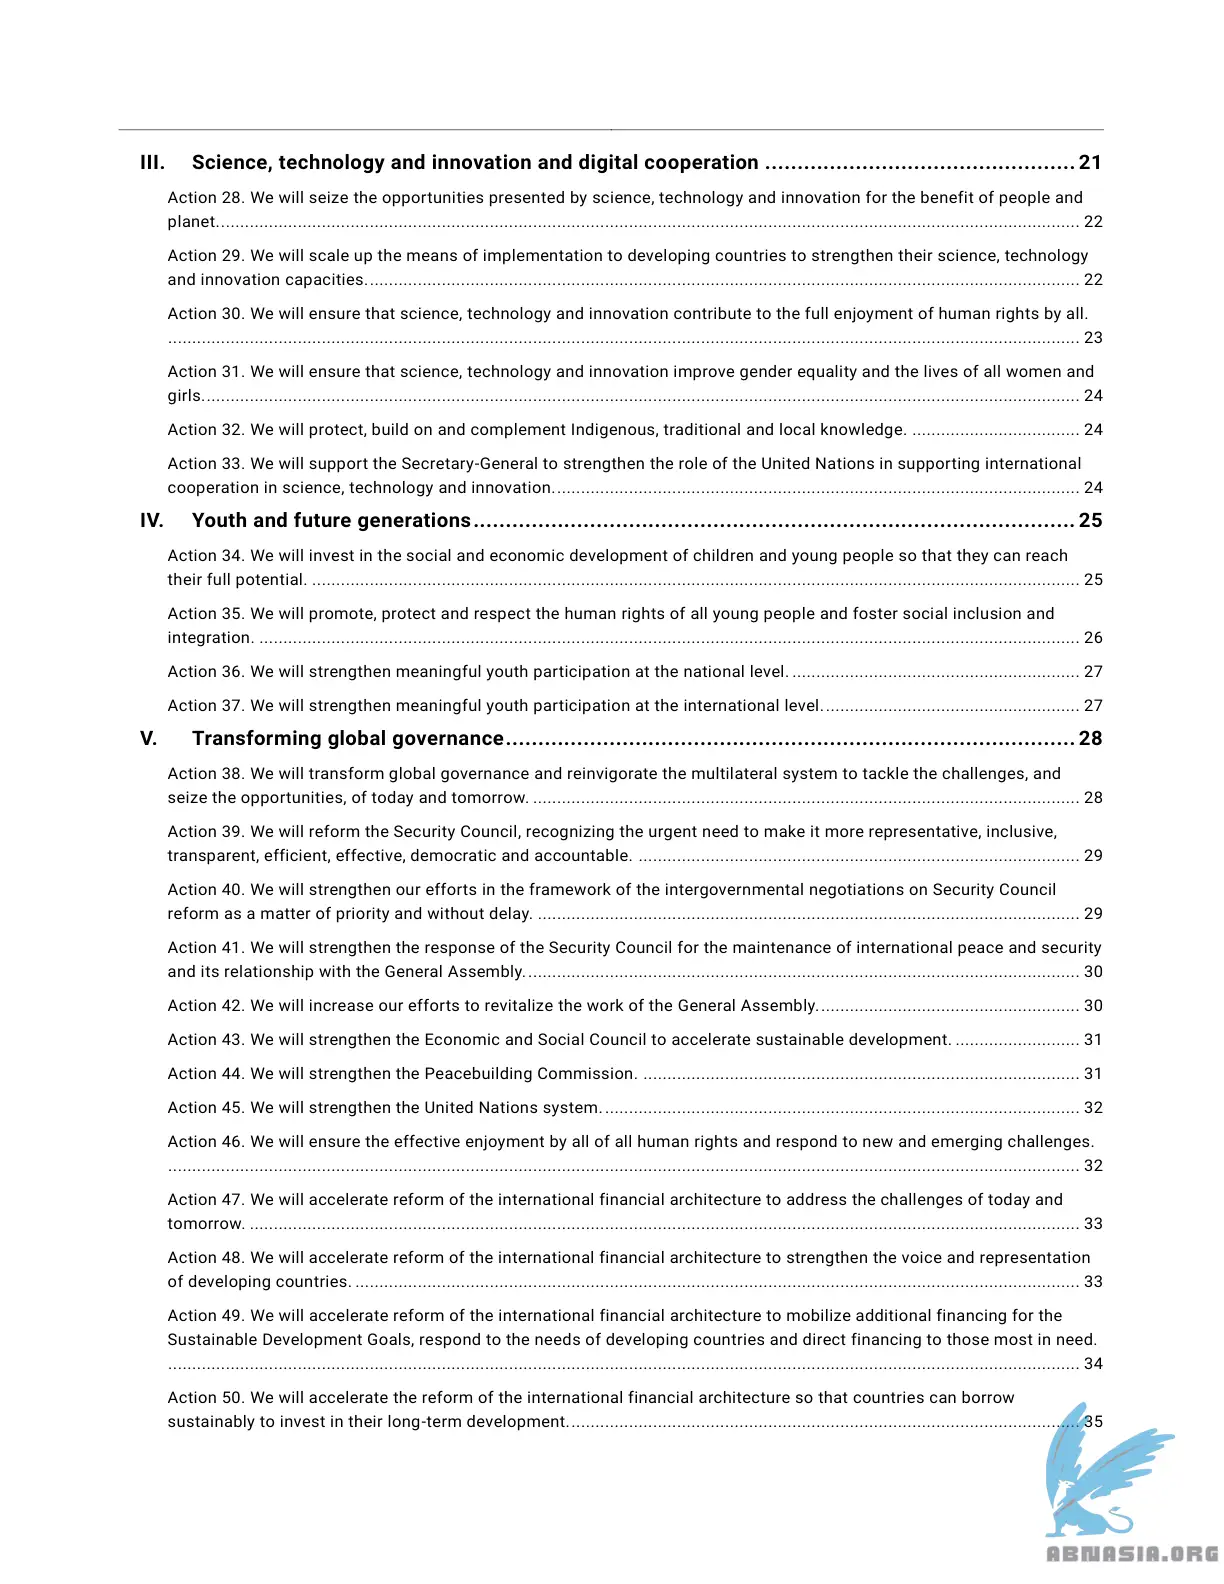 III. Science, technology and innovation and digital cooperation ................................................ 21
Action 28. We will seize the opportunities presented by science, technology and innovation for the benefit of people and
planet. ................................................ 22
Action 29. We will scale up the means of implementation to developing countries to strengthen their science, technology
and innovation capacities. ................................................ 22
Action 30. We will ensure that science, technology and innovation contribute to the full enjoyment of human rights by all.
................................................ 23
Action 31. We will ensure that science, technology and innovation improve gender equality and the lives of all women and
girls. ................................................ 24
Action 32. We will protect, build on and complement Indigenous, traditional and local knowledge. ................................... 24
Action 33. We will support the Secretary-General to strengthen the role of the United Nations in supporting international
cooperation in science, technology and innovation. ................................................ 24
IV. Youth and future generations ................................................ 25
Action 34. We will invest in the social and economic development of children and young people so that they can reach
their full potential. ................................................ 25
Action 35. We will promote, protect and respect the human rights of all young people and foster social inclusion and
integration. ................................................ 26
Action 36. We will strengthen meaningful youth participation at the national level. ................................................ 27
Action 37. We will strengthen meaningful youth participation at the international level. ................................................ 27
V. Transforming global governance ................................................ 28
Action 38. We will transform global governance and reinvigorate the multilateral system to tackle the challenges, and
seize the opportunities, of today and tomorrow. ................................................ 28
Action 39. We will reform the Security Council, recognizing the urgent need to make it more representative, inclusive,
transparent, efficient, effective, democratic and accountable. ................................................ 29
Action 40. We will strengthen our efforts in the framework of the intergovernmental negotiations on Security Council
reform as a matter of priority and without delay. ................................................ 29
Action 41. We will strengthen the response of the Security Council for the maintenance of international peace and security
and its relationship with the General Assembly. ................................................ 30
Action 42. We will increase our efforts to revitalize the work of the General Assembly. ................................................ 30
Action 43. We will strengthen the Economic and Social Council to accelerate sustainable development. .......................... 31
Action 44. We will strengthen the Peacebuilding Commission. ................................................ 31
Action 45. We will strengthen the United Nations system. ................................................ 32
Action 46. We will ensure the effective enjoyment by all of all human rights and respond to new and emerging challenges.
................................................ 32
Action 47. We will accelerate reform of the international financial architecture to address the challenges of today and
tomorrow. ................................................ 33
Action 48. We will accelerate reform of the international financial architecture to strengthen the voice and representation
of developing countries. ................................................ 33
Action 49. We will accelerate reform of the international financial architecture to mobilize additional financing for the
Sustainable Development Goals, respond to the needs of developing countries and direct financing to those most in need.
................................................ 34
Action 50. We will accelerate the reform of the international financial architecture so that countries can borrow
sustainably to invest in their long-term development. ................................................ 35
ABNASIA.ORG